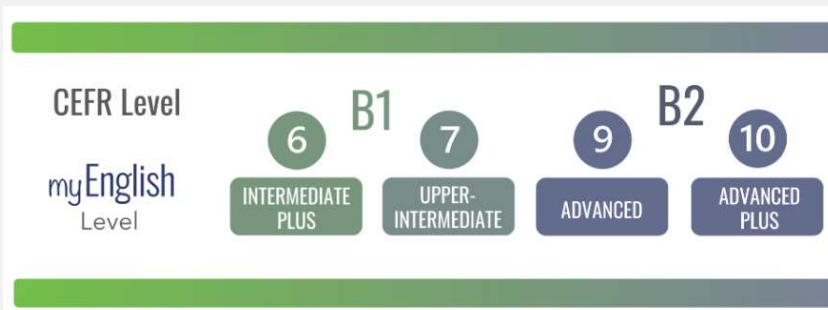 CEFR Level
B1
B2
6
7
9
10
myEnglish
Level
INTERMEDIATE
PLUS
UPPER-
INTERMEDIATE
ADVANCED
ADVANCED
PLUS